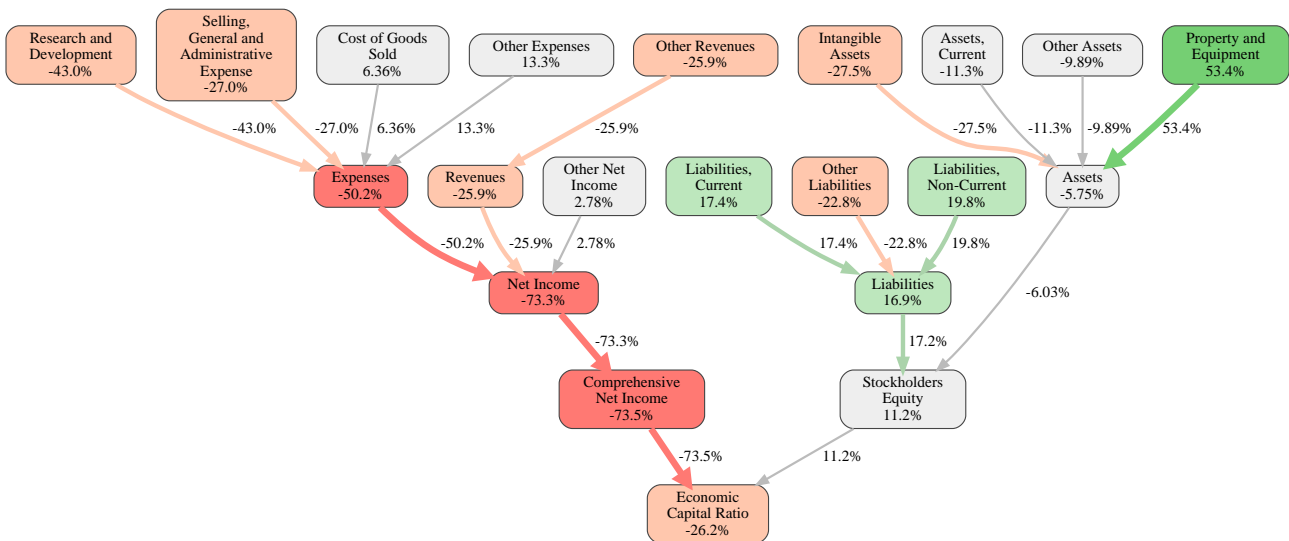 Research and
Development
-43.0%
Selling,
General and
Administrative
Expense
-27.0%
Cost of Goods
Sold
6.36%
Other Expenses
13.3%
Other Revenues
-25.9%
Intangible
Assets
-27.5%
Assets,
Current
-11.3%
Other Assets
-9.89%
Property and
Equipment
53.4%
-43.0%
-27.0%
6.36%
13.3%
-25.9%
-27.5%
-11.3%
-9.89%
53.4%
Expenses
-50.2%
Revenues
-25.9%
Other Net
Income
2.78%
Liabilities,
Current
17.4%
Other
Liabilities
-22.8%
Liabilities,
Non-Current
19.8%
Assets
-5.75%
-50.2%
-25.9%
2.78%
17.4%
-22.8%
19.8%
Net Income
-73.3%
Liabilities
16.9%
-6.03%
-73.3%
17.2%
Comprehensive
Net Income
-73.5%
Stockholders
Equity
11.2%
-73.5%
11.2%
Economic
Capital Ratio
-26.2%